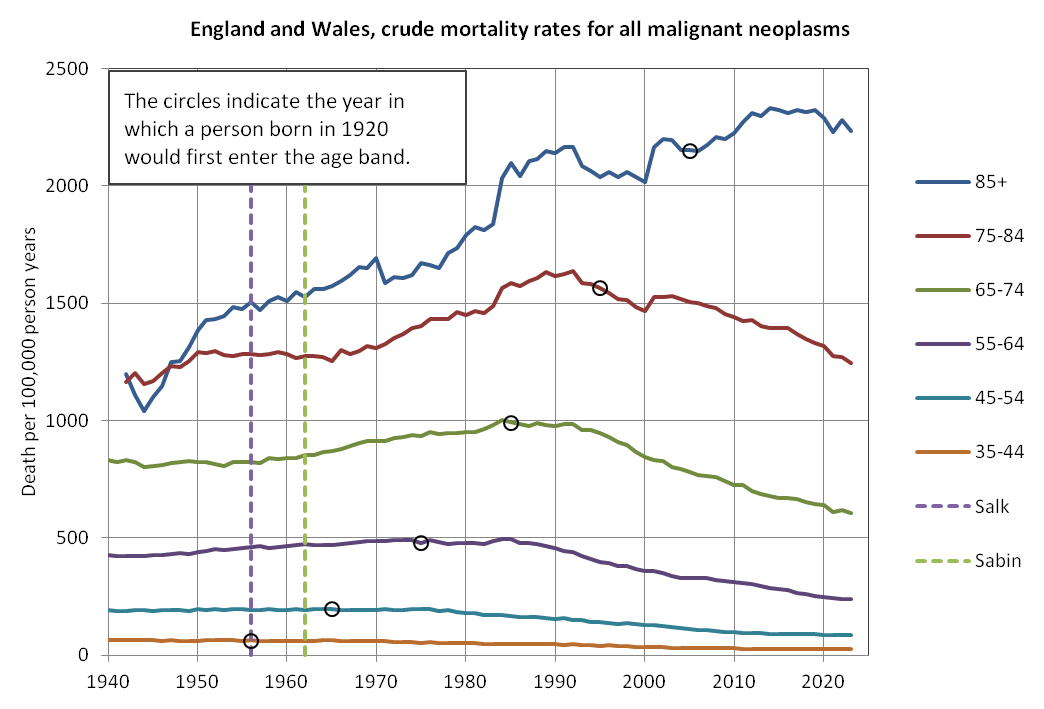 England and Wales, crude mortality rates for all malignant neoplasms
Death per 100,000 person years
2500
2000
1500
1000
500
0
The circles indicate the year in
which a person born in 1920
would first enter the age band.
1940 1950 1960 1970 1980 1990 2000 2010 2020
85+
75-84
65-74
55-64
45-54
35-44
Salk
Sabin